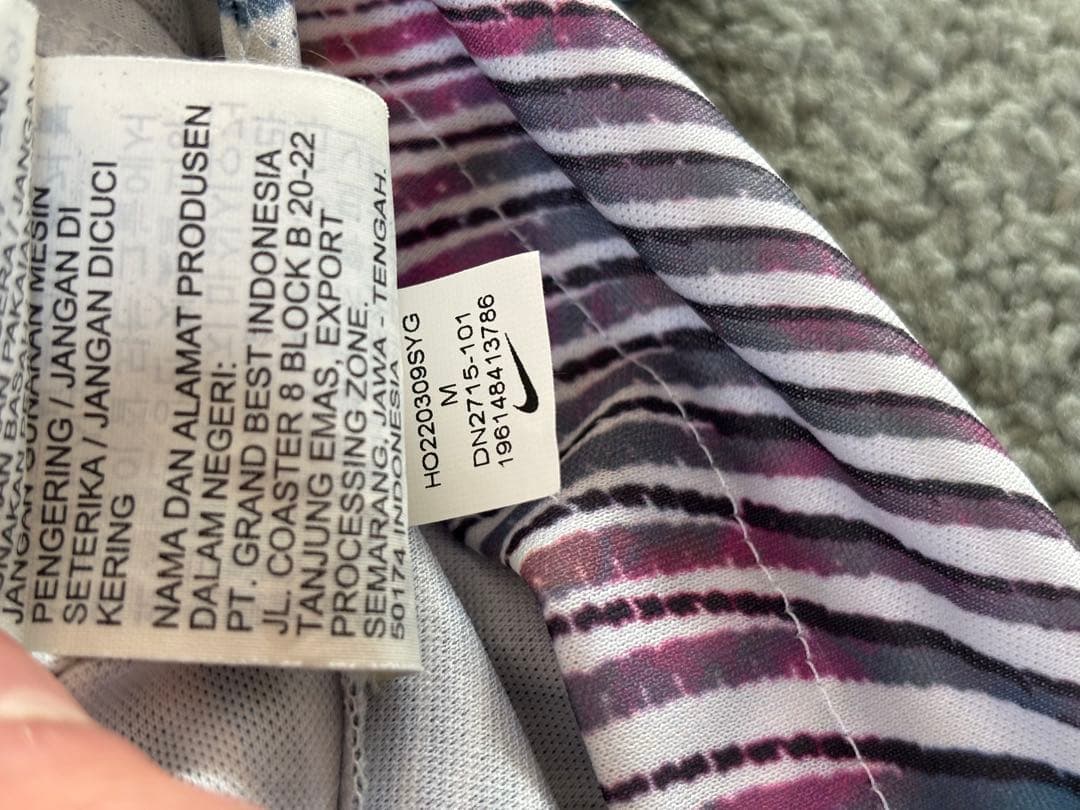 JANGAN GUNAKAN MESIN
PENGERING / JANGAN DI
SETERIKA / JANGAN DICUCI
KERING
NAMA DAN ALAMAT PRODUSEN
DALAM NEGERI:
PT. GRAND BEST INDONESIA
JL. COASTER 8 BLOCK B 20-22
TANJUNG EMAS, EXPORT
PROCESSING ZONE,
SEMARANG, JAWA - TENGAH.
50174 INDONESIA
HO220309SYG
M
DN2715-101
196148413786